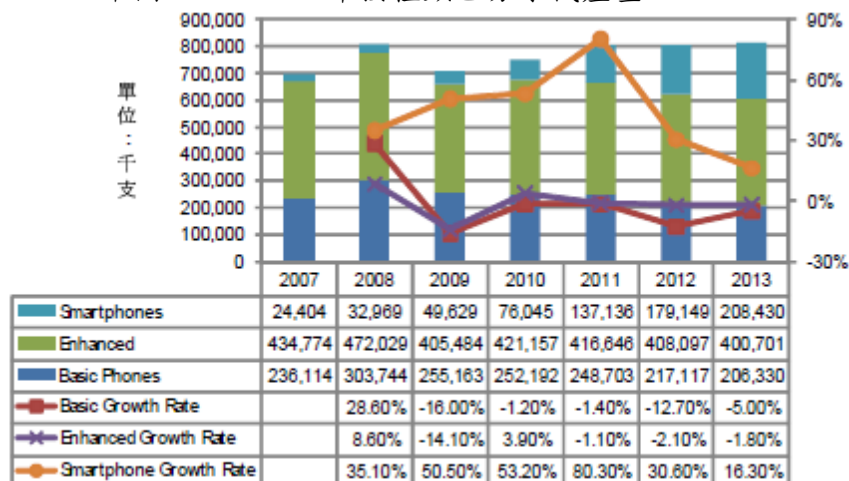 900,000
800,000
700,000
600,000
500,000
400,000
300,000
200,000
100,000
0
單位：千支
90%
60%
30%
0%
-30%
2007 2008 2009 2010 2011 2012 2013
Smartphones 24,404 32,969 49,629 76,045 137,136 179,149 208,430
Enhanced 434,774 472,029 405,484 421,157 416,646 408,097 400,701
Basic Phones 236,114 303,744 255,163 252,192 248,703 217,117 206,330
Basic Growth Rate 28.60% -16.00% -1.20% -1.40% -12.70% -5.00%
Enhanced Growth Rate 8.60% -14.10% 3.90% -1.10% -2.10% -1.80%
Smartphone Growth Rate 35.10% 50.50% 53.20% 80.30% 30.60% 16.30%